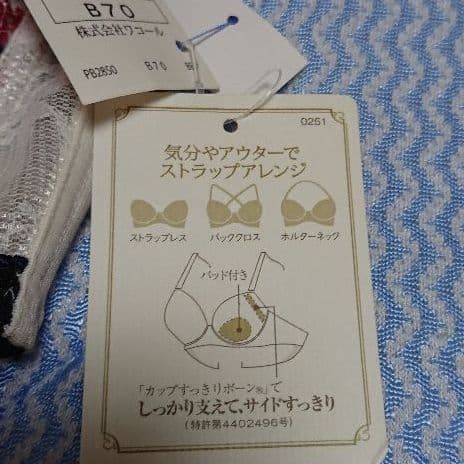 B70
株式会社ワコール
PB2850 B70
0251
気分やアウターで
ストラップアレンジ
ストラップレス バッククロス ホルターネック
パッド付き
「カップすっきりボーン®」で
しっかり支えて、サイドすっきり
(特許第4402496号)